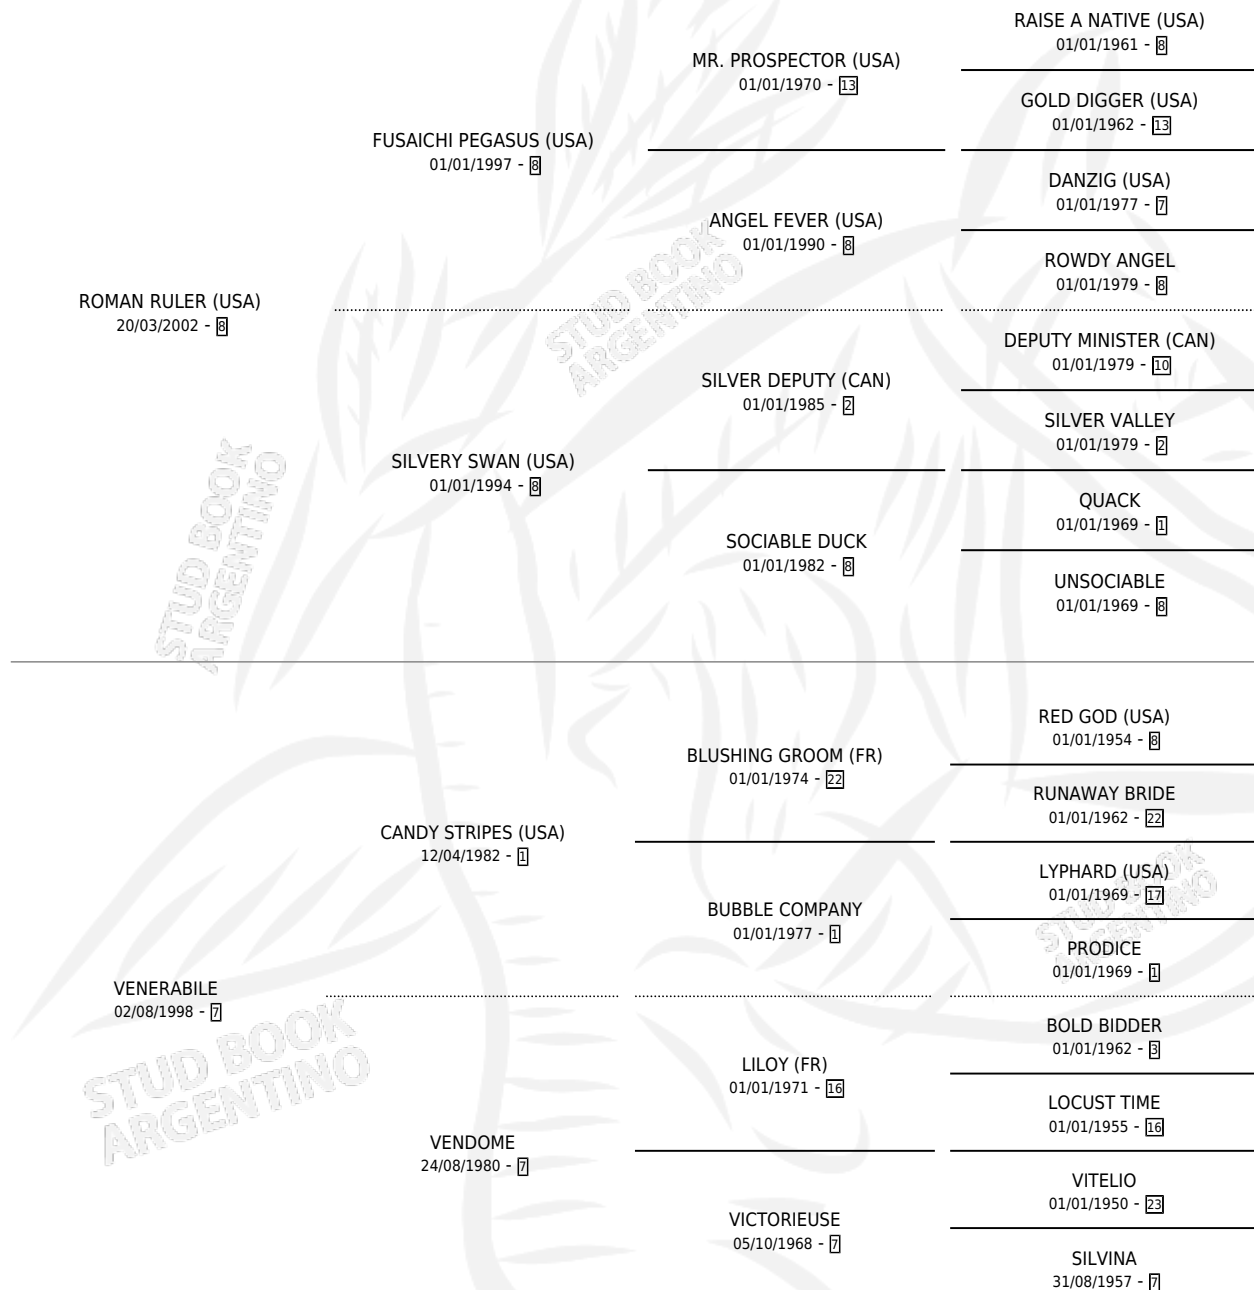 RAISE A NATIVE (USA)
01/01/1961 - 8
MR. PROSPECTOR (USA)
01/01/1970 - 13
GOLD DIGGER (USA)
01/01/1962 - 13
FUSAICHI PEGASUS (USA)
01/01/1997 - 8
DANZIG (USA)
01/01/1977 - 7
ANGEL FEVER (USA)
01/01/1990 - 8
ROWDY ANGEL
01/01/1979 - 8
ROMAN RULER (USA)
20/03/2002 - 8
DEPUTY MINISTER (CAN)
01/01/1979 - 10
SILVER DEPUTY (CAN)
01/01/1985 - 2
SILVER VALLEY
01/01/1979 - 2
SILVERY SWAN (USA)
01/01/1994 - 8
QUACK
01/01/1969 - 1
SOCIABLE DUCK
01/01/1982 - 8
UNSOCIABLE
01/01/1969 - 8
RED GOD (USA)
01/01/1954 - 8
BLUSHING GROOM (FR)
01/01/1974 - 22
RUNAWAY BRIDE
01/01/1962 - 22
CANDY STRIPES (USA)
12/04/1982 - 1
LYPHARD (USA)
01/01/1969 - 17
BUBBLE COMPANY
01/01/1977 - 1
PRODICE
01/01/1969 - 1
VENERABILE
02/08/1998 - 7
BOLD BIDDER
01/01/1962 - 3
LILOY (FR)
01/01/1971 - 16
LOCUST TIME
01/01/1955 - 16
VENDOME
24/08/1980 - 7
VITELIO
01/01/1950 - 23
VICTORIEUSE
05/10/1968 - 7
SILVINA
31/08/1957 - 7
STUD BOOK
ARGENTINO
STUD BOOK
ARGENTINO
STUD BOOK
ARGENTINO
STUD BOOK
ARGENTINO